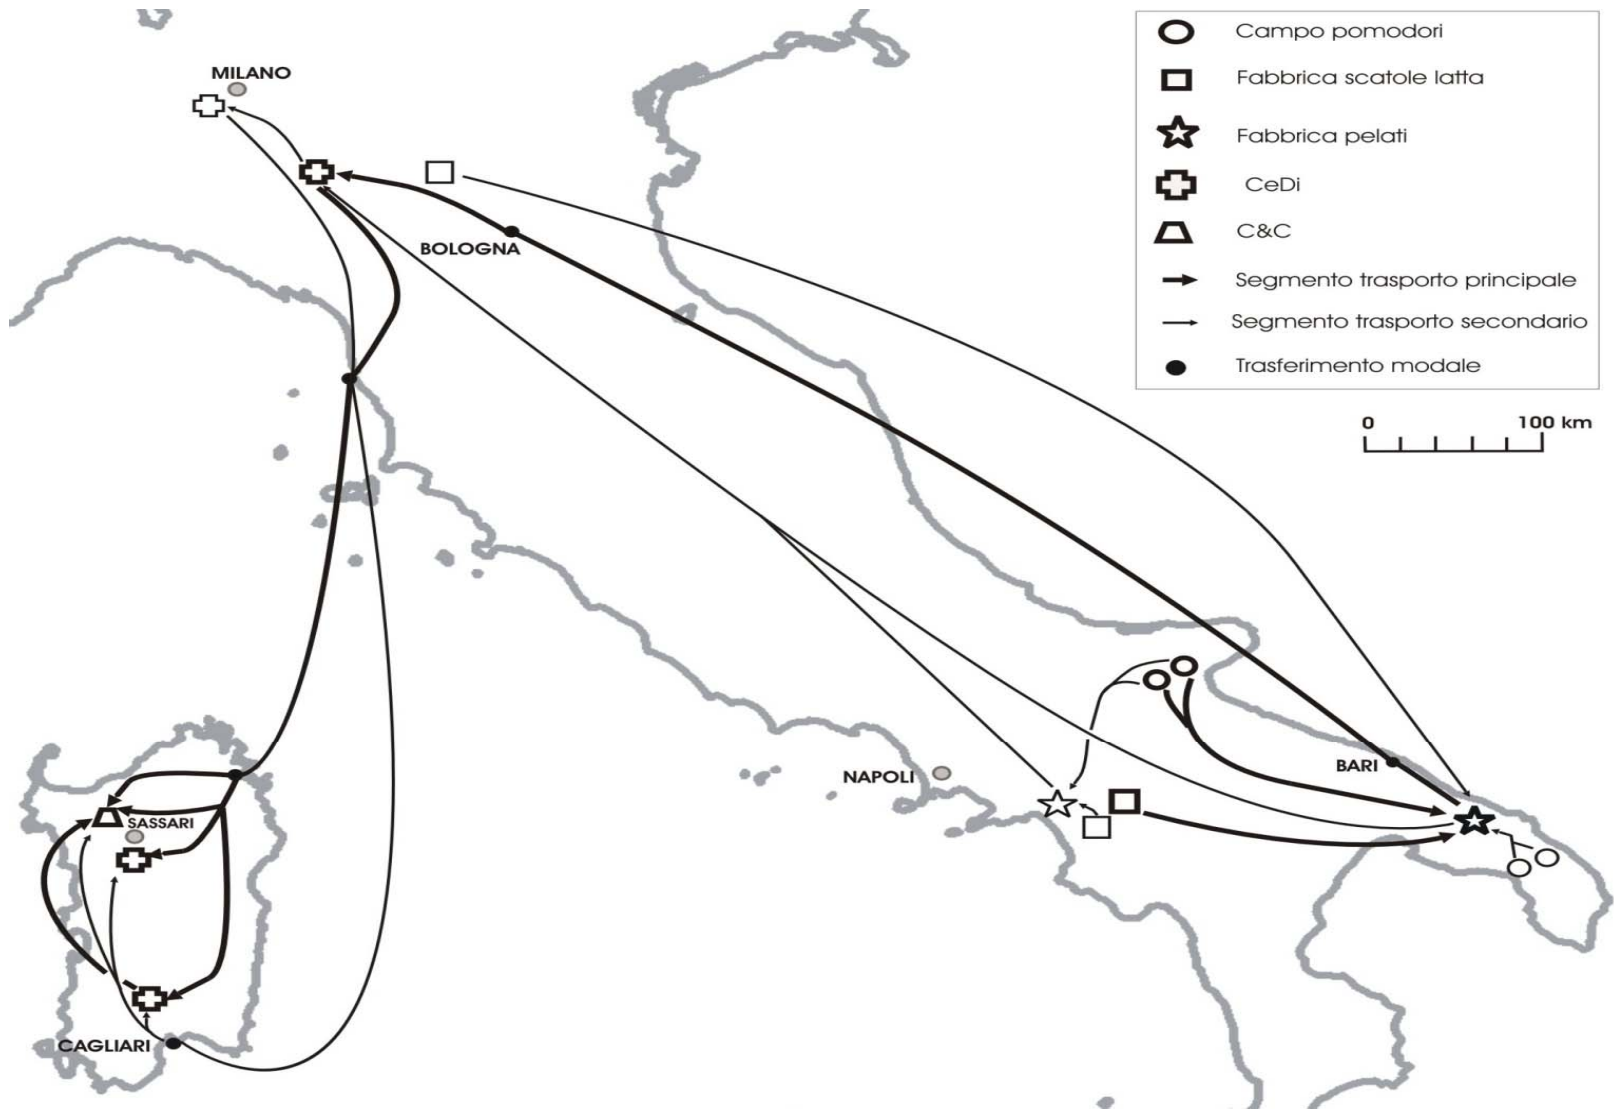 MILANO
BOLOGNA
NAPOLI
BARI
SASSARI
CAGLIARI
Campo pomodori
Fabbrica scatole latta
Fabbrica pelati
CeDi
C&C
Segmento trasporto principale
Segmento trasporto secondario
Trasferimento modale
0 100 km